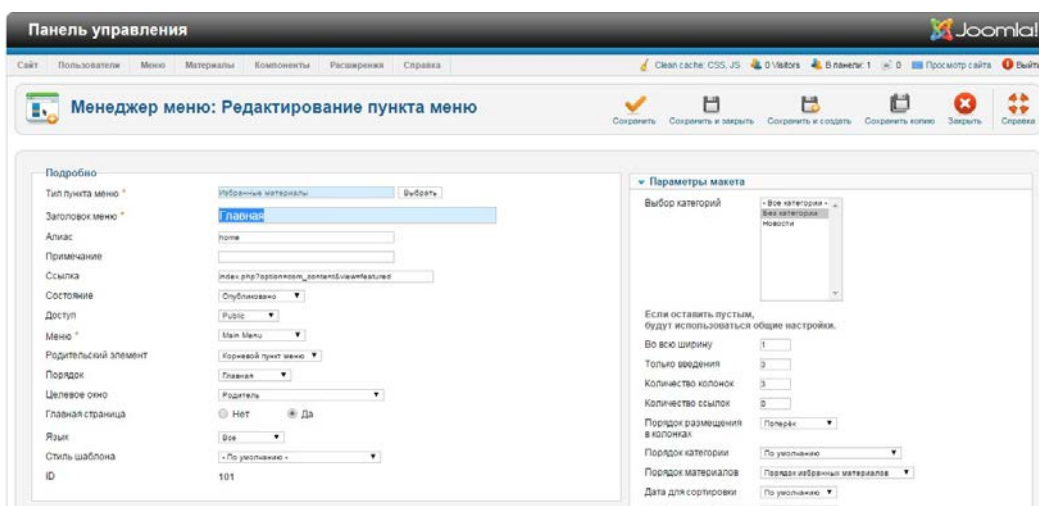 Панель управления
Joomla!
Сайт Пользователи Меню Материалы Компоненты Расширения Справка
Clean cache: CSS, JS 0 Visitors В панели: 1 0 Просмотр сайта Выйти
Менеджер меню: Редактирование пункта меню
Сохранить Сохранить и закрыть Сохранить и создать Сохранить копию Закрыть Справка
Подробно
Тип пункта меню * Избранные материалы Выбрать
Заголовок меню * Главная
Алиас home
Примечание
Ссылка index.php?option=com_content&view=featured
Состояние Опубликовано
Доступ Public
Меню * Main Menu
Родительский элемент Корневой пункт меню
Порядок Главная
Целевое окно Родитель
Главная страница Нет Да
Язык Все
Стиль шаблона - По умолчанию -
ID 101
Параметры макета
Выбор категорий - Все категории -
Без категории
Новости
Если оставить пустым,
будут использоваться общие настройки.
Во всю ширину 1
Только введения 3
Количество колонок 3
Количество ссылок 0
Порядок размещения Поперёк
в колонках
Порядок категории По умолчанию
Порядок материалов Порядок избранных материалов
Дата для сортировки По умолчанию